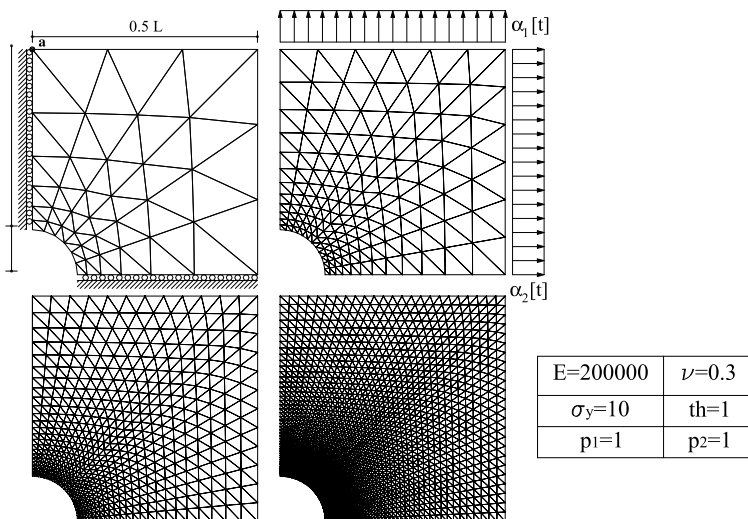 0.5 L
a
α₁[t]
α₂[t]
E=200000 ν=0.3
σy=10 th=1
p1=1 p2=1